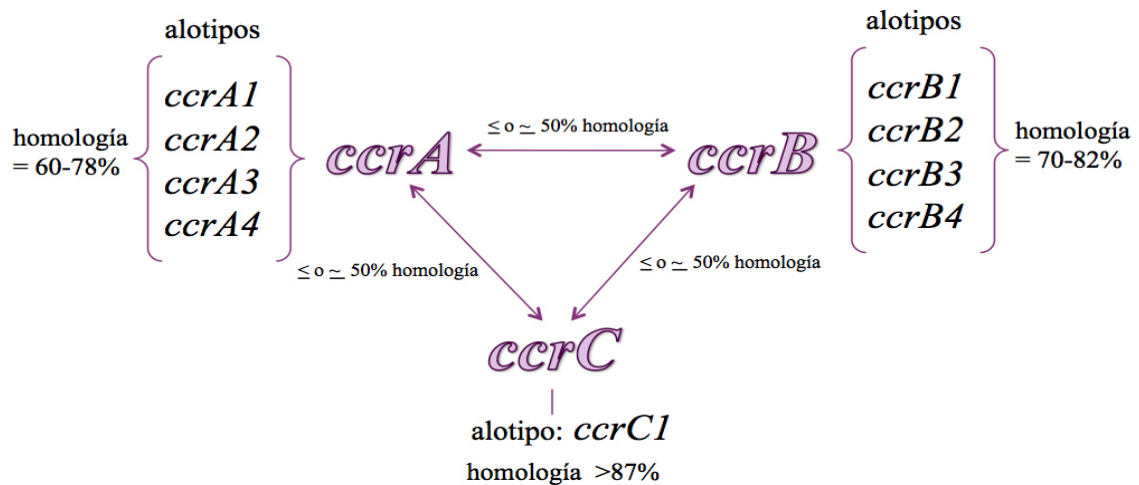 alotipos
ccrA1
ccrA2
ccrA3
ccrA4
homología
= 60-78%
ccrA
≤ o ≃ 50% homología
ccrB
alotipos
ccrB1
ccrB2
ccrB3
ccrB4
homología
= 70-82%
≤ o ≃ 50% homología
≤ o ≃ 50% homología
ccrC
alotipo: ccrC1
homología >87%